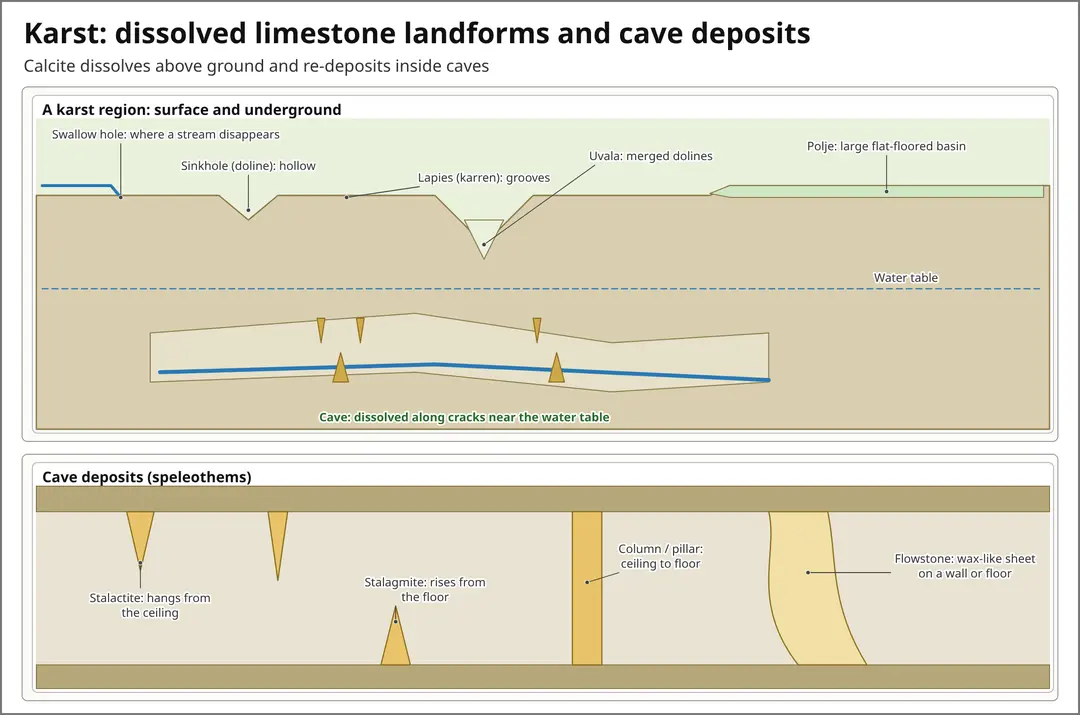 Karst: dissolved limestone landforms and cave deposits
Calcite dissolves above ground and re-deposits inside caves
A karst region: surface and underground
Swallow hole: where a stream disappears
Sinkhole (doline): hollow
Lapies (karren): grooves
Uvala: merged dolines
Polje: large flat-floored basin
Water table
Cave: dissolved along cracks near the water table
Cave deposits (speleothems)
Stalactite: hangs from
the ceiling
Stalagmite: rises from
the floor
Column / pillar:
ceiling to floor
Flowstone: wax-like sheet
on a wall or floor